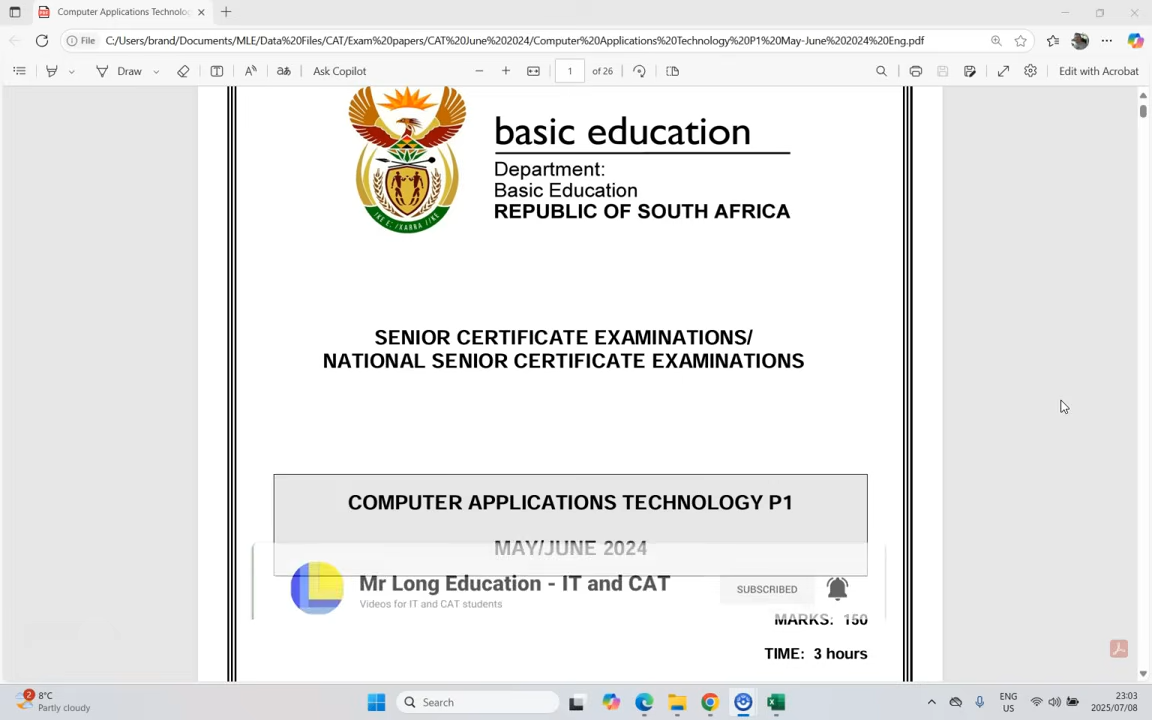 Computer Applications Technolo
File
C:/Users/brand/Documents/MLE/Data%20Files/CAT/Exam%20papers/CAT%20June%202024/Computer%20Applications%20Technology%20P1%20May-June%202024%20Eng.pdf
Draw
Ask Copilot
1
of 26
Edit with Acrobat
basic education
Department:
Basic Education
REPUBLIC OF SOUTH AFRICA
SENIOR CERTIFICATE EXAMINATIONS/
NATIONAL SENIOR CERTIFICATE EXAMINATIONS
COMPUTER APPLICATIONS TECHNOLOGY P1
MAY/JUNE 2024
Mr Long Education - IT and CAT
Videos for IT and CAT students
SUBSCRIBED
MARKS: 150
TIME: 3 hours
2
8°C
Partly cloudy
Search
ENG
US
23:03
2025/07/08